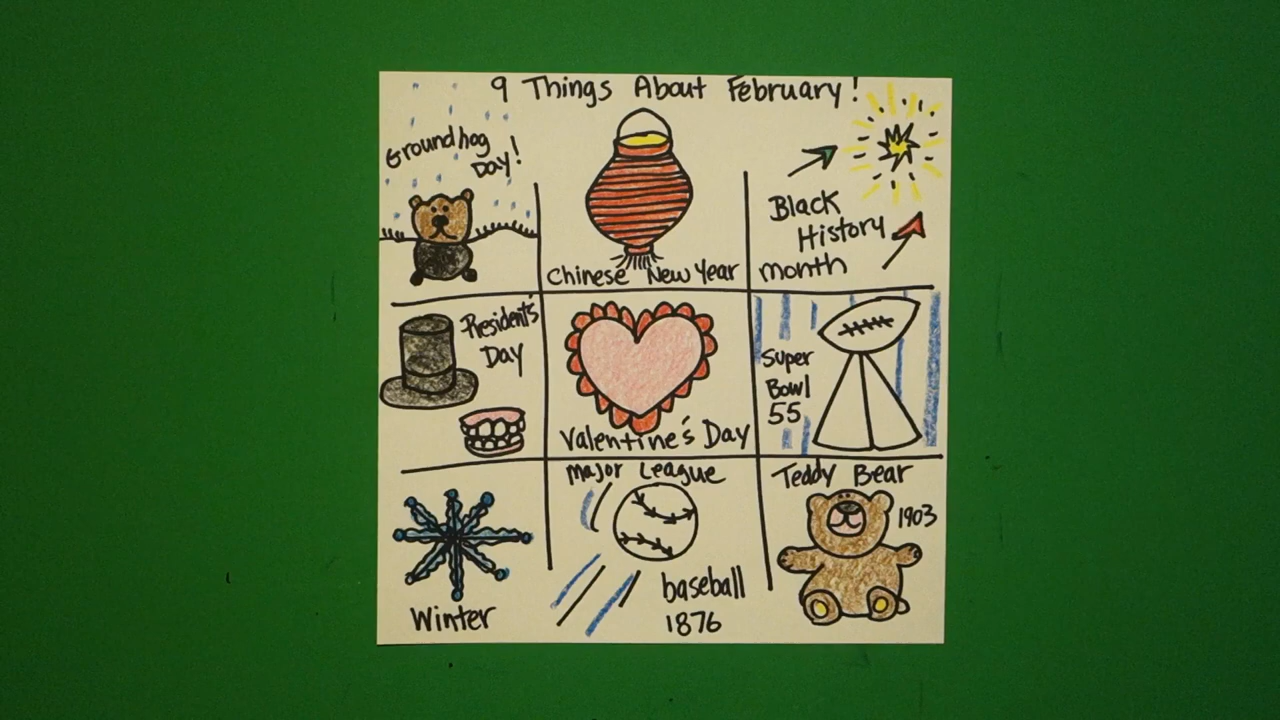 9 Things About February!
Groundhog
Day!
Chinese New Year
Black
History
month
President's
Day
Valentine's Day
Super
Bowl
55
Winter
Major League
baseball
1876
Teddy Bear
1903